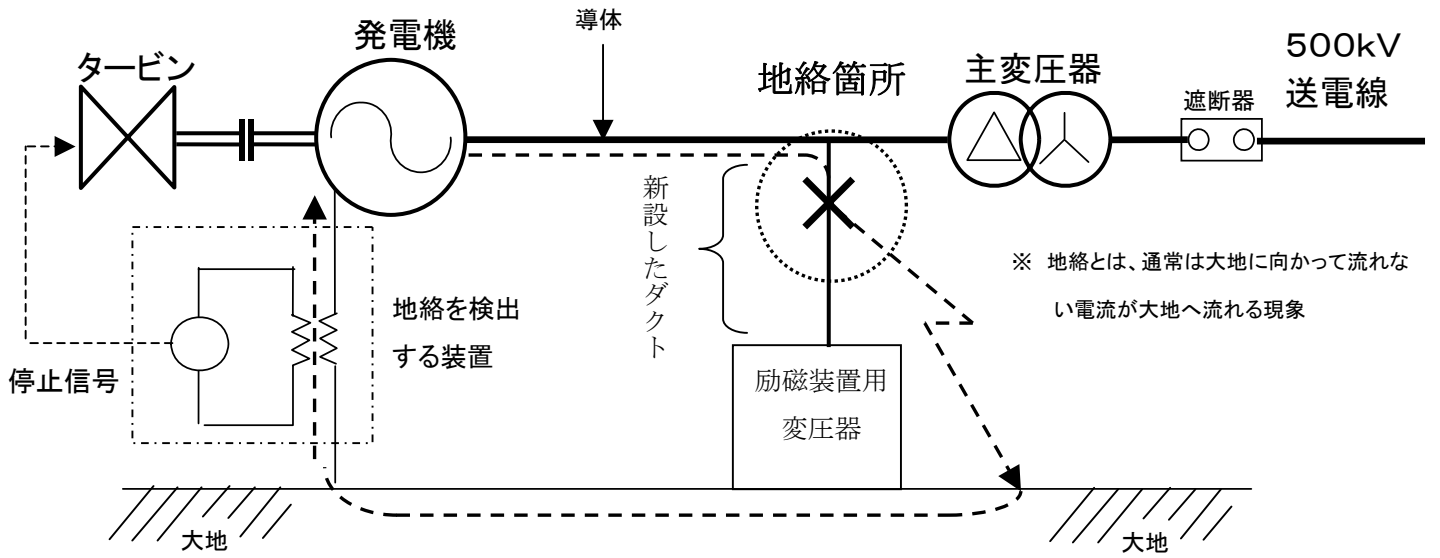 導体
発電機
タービン
地絡箇所
主変圧器
500kV
送電線
遮断器
新設したダクト
※ 地絡とは、通常は大地に向かって流れな
い電流が大地へ流れる現象
地絡を検出
する装置
停止信号
励磁装置用
変圧器
大地
大地